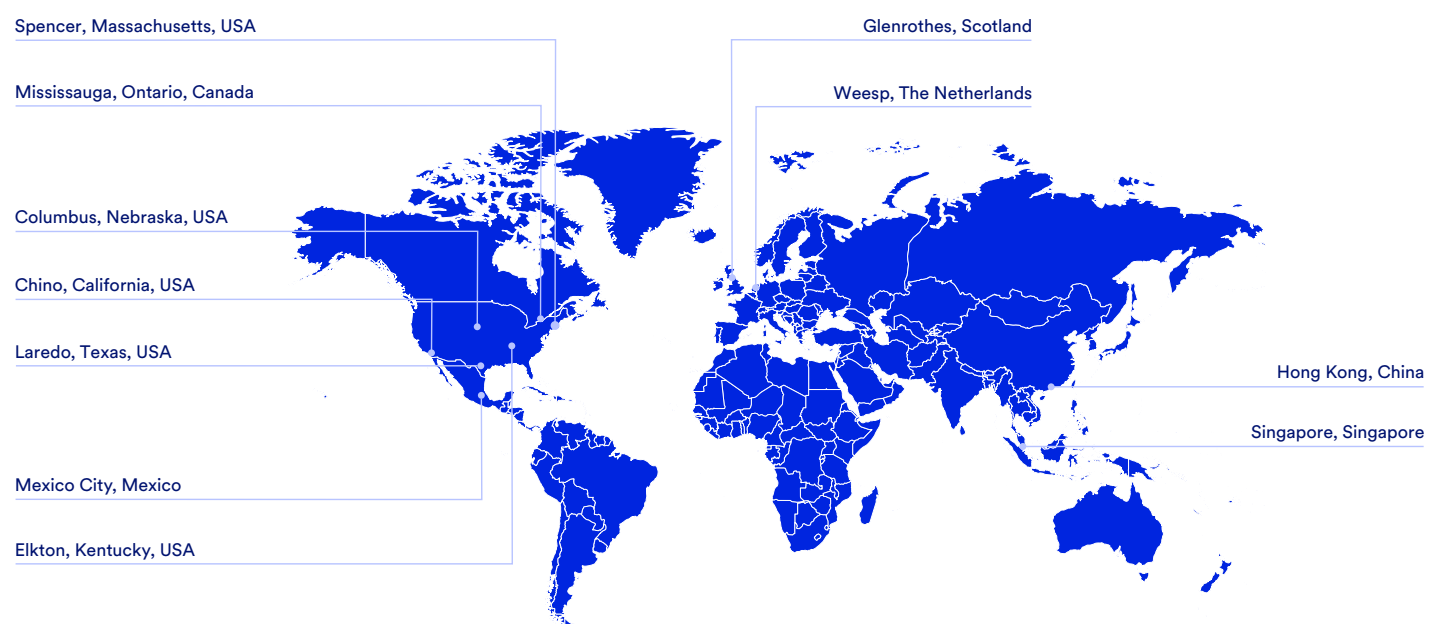 Spencer, Massachusetts, USA
Glenrothes, Scotland
Mississauga, Ontario, Canada
Weesp, The Netherlands
Columbus, Nebraska, USA
Chino, California, USA
Laredo, Texas, USA
Hong Kong, China
Singapore, Singapore
Mexico City, Mexico
Elkton, Kentucky, USA